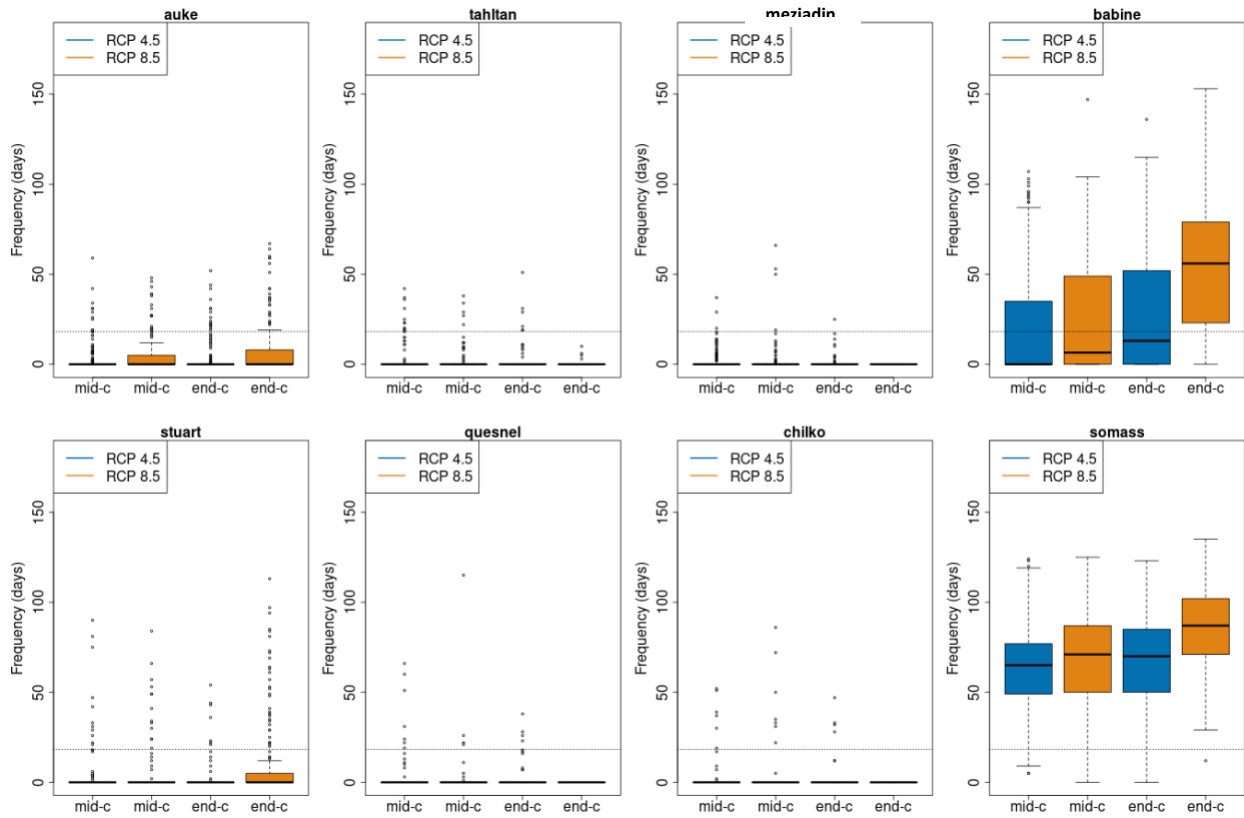 auke
RCP 4.5
RCP 8.5
Frequency (days)
0
50
100
150
mid-c
mid-c
end-c
end-c
tahltan
RCP 4.5
RCP 8.5
Frequency (days)
0
50
100
150
mid-c
mid-c
end-c
end-c
meziadin
RCP 4.5
RCP 8.5
Frequency (days)
0
50
100
150
mid-c
mid-c
end-c
end-c
babine
RCP 4.5
RCP 8.5
Frequency (days)
0
50
100
150
mid-c
mid-c
end-c
end-c
stuart
RCP 4.5
RCP 8.5
Frequency (days)
0
50
100
150
mid-c
mid-c
end-c
end-c
quesnel
RCP 4.5
RCP 8.5
Frequency (days)
0
50
100
150
mid-c
mid-c
end-c
end-c
chilko
RCP 4.5
RCP 8.5
Frequency (days)
0
50
100
150
mid-c
mid-c
end-c
end-c
somass
RCP 4.5
RCP 8.5
Frequency (days)
0
50
100
150
mid-c
mid-c
end-c
end-c